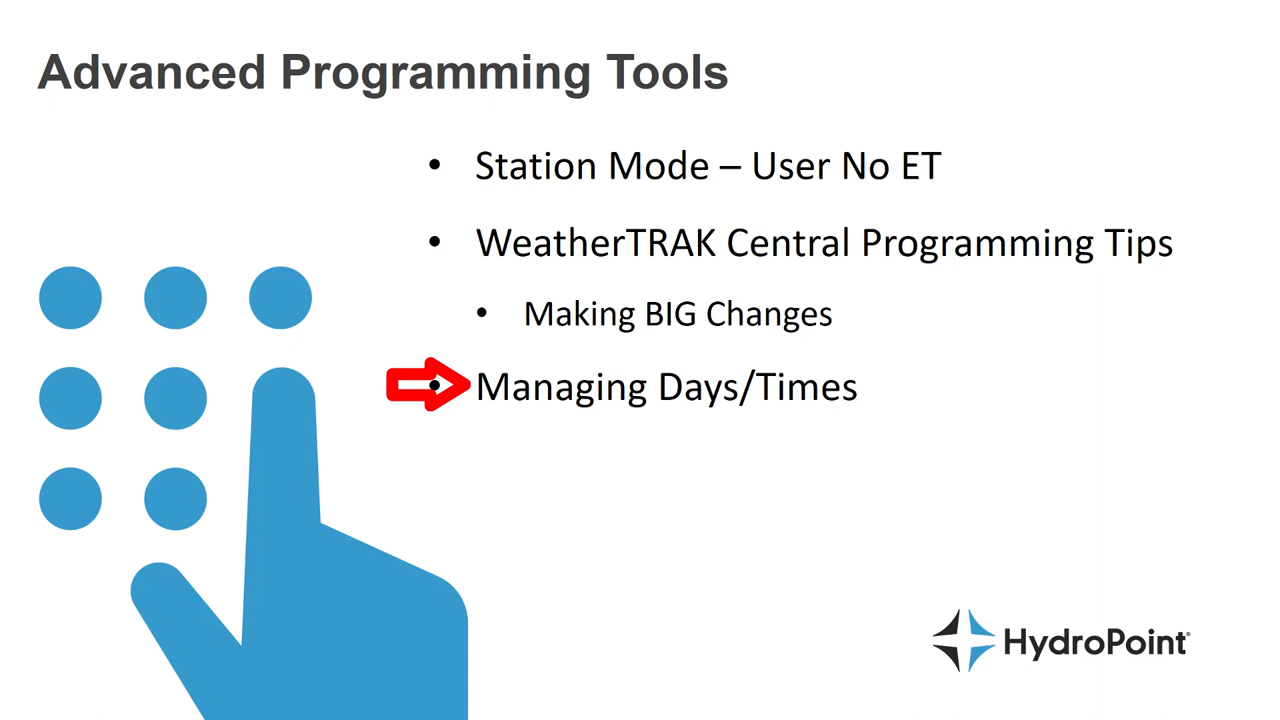 Advanced Programming Tools
• Station Mode – User No ET
• WeatherTRAK Central Programming Tips
• Making BIG Changes
• Managing Days/Times
HydroPoint®